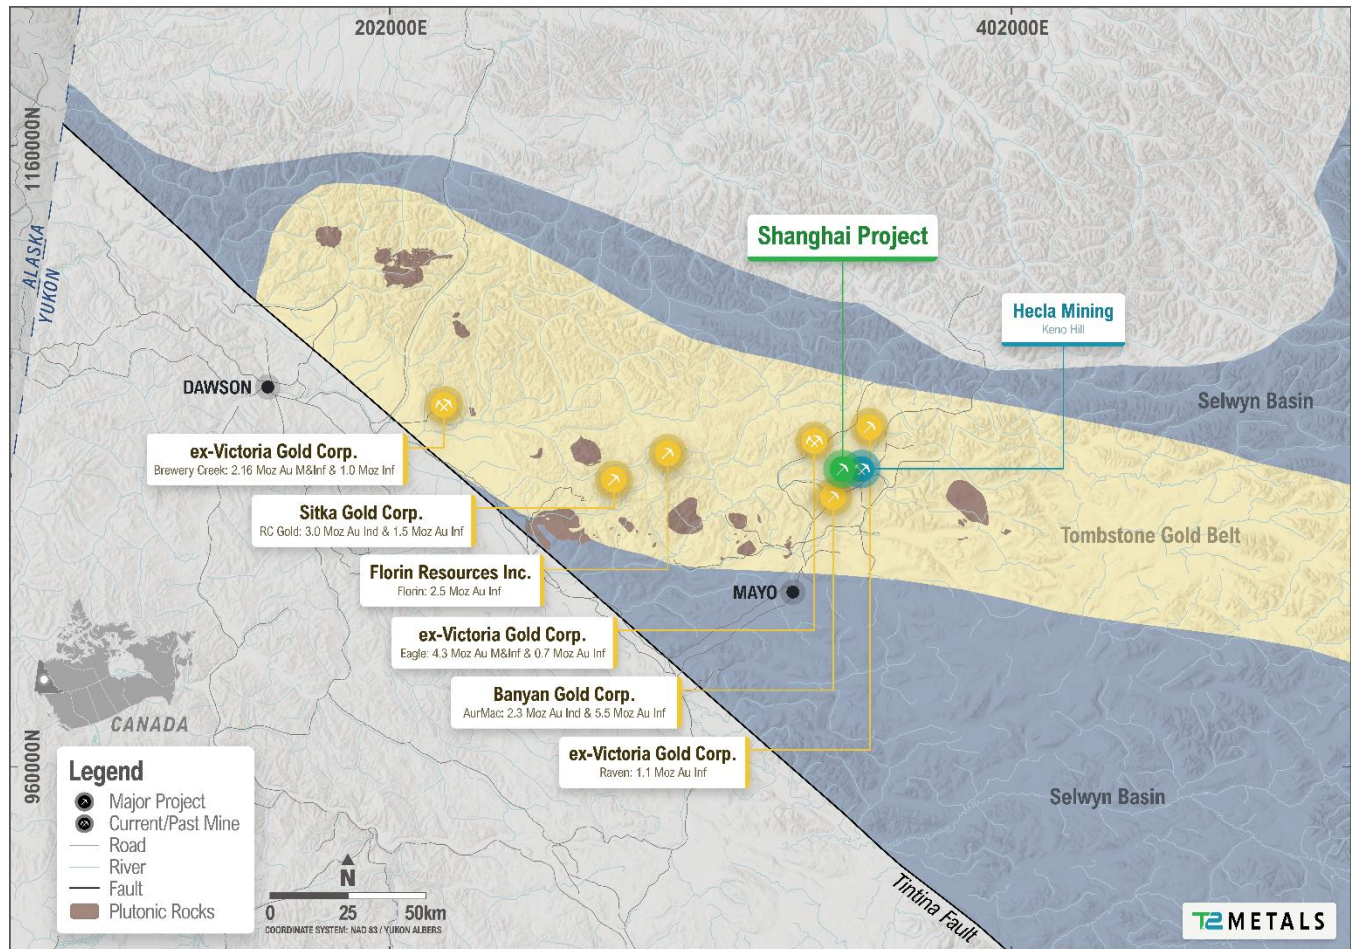 202000E
402000E
1160000N
960000N
ALASKA
YUKON
Shanghai Project
Hecla Mining
Keno Hill
Selwyn Basin
DAWSON
ex-Victoria Gold Corp.
Brewery Creek: 2.16 Moz Au M&Inf & 1.0 Moz Inf
Sitka Gold Corp.
RC Gold: 3.0 Moz Au Ind & 1.5 Moz Au Inf
Tombstone Gold Belt
Florin Resources Inc.
Florin: 2.5 Moz Au Inf
MAYO
ex-Victoria Gold Corp.
Eagle: 4.3 Moz Au M&Inf & 0.7 Moz Au Inf
Banyan Gold Corp.
AurMac: 2.3 Moz Au Ind & 5.5 Moz Au Inf
ex-Victoria Gold Corp.
Raven: 1.1 Moz Au Inf
Selwyn Basin
Tintina Fault
CANADA
Legend
Major Project
Current/Past Mine
Road
River
Fault
Plutonic Rocks
N
0 25 50km
COORDINATE SYSTEM: NAD 83 / YUKON ALBERS
T2 METALS